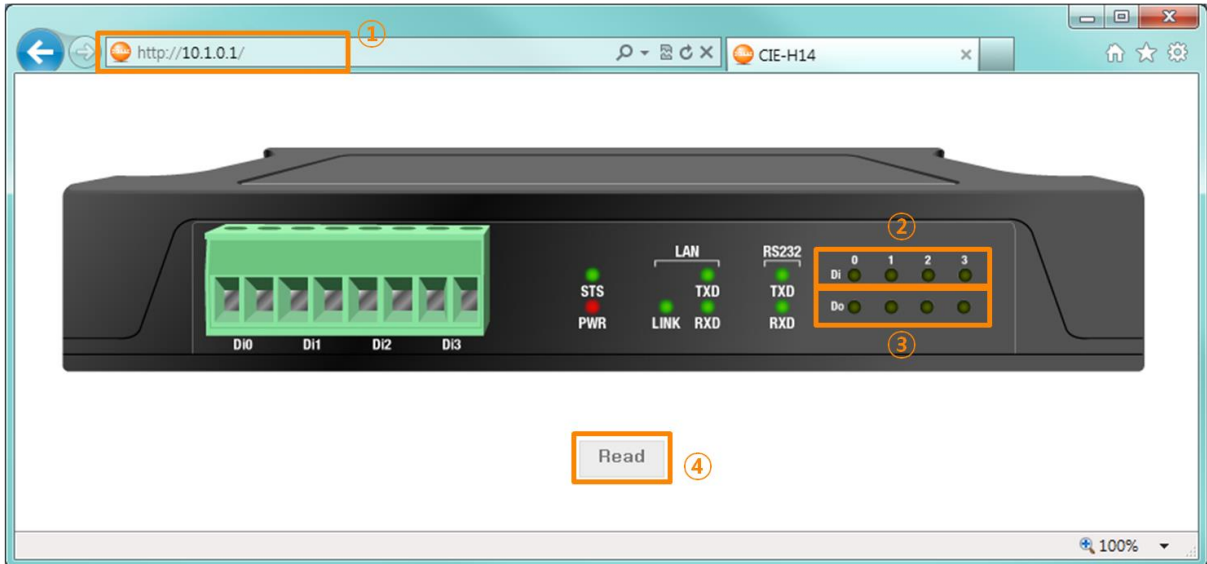 ①
http://10.1.0.1/
CIE-H14
②
LAN RS232
0 1 2 3
Di
STS TXD TXD
Do
PWR LINK RXD RXD
③
Di0 Di1 Di2 Di3
Read
④
100%